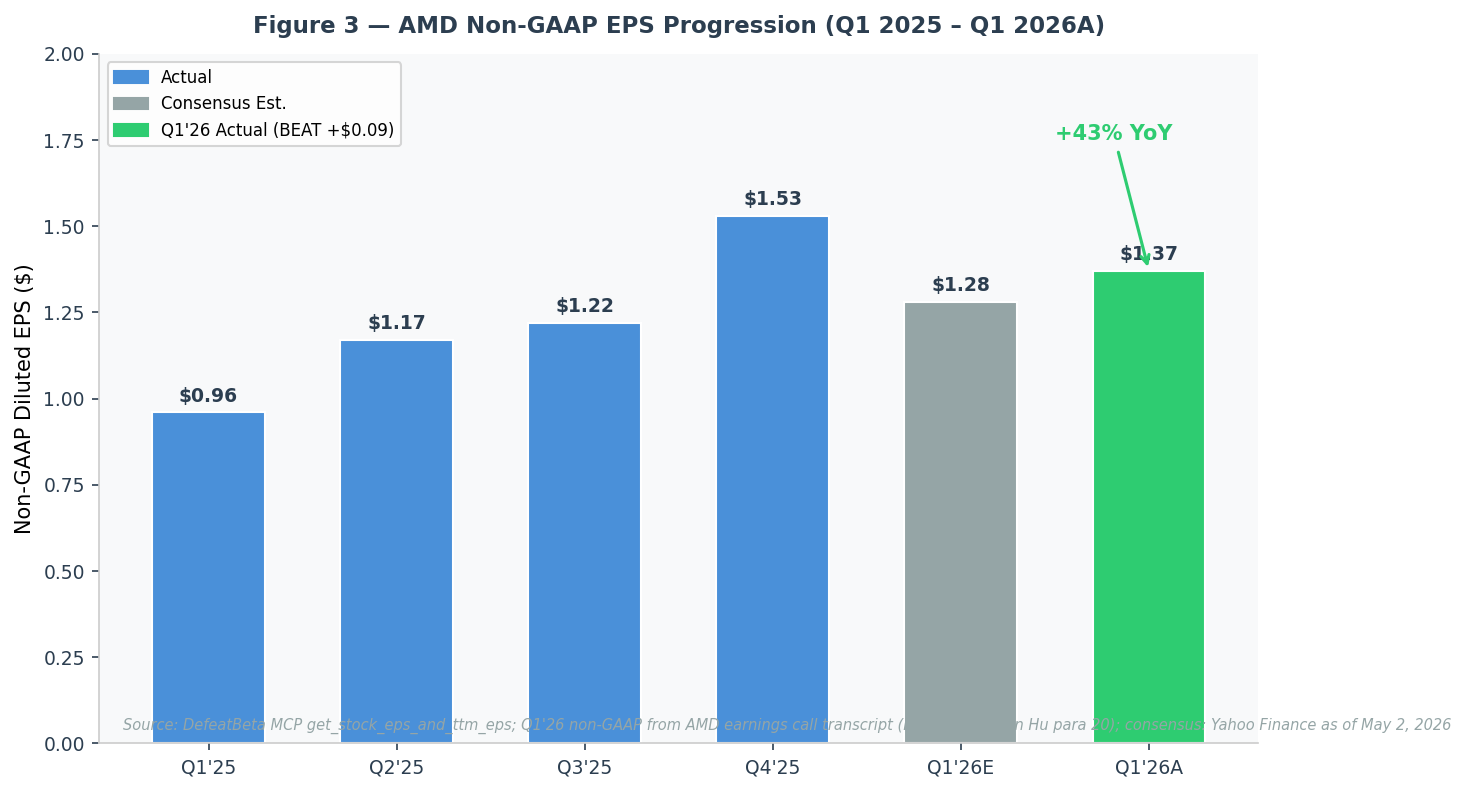 Figure 3 — AMD Non-GAAP EPS Progression (Q1 2025 – Q1 2026A)
Non-GAAP Diluted EPS ($)
2.00
1.75
1.50
1.25
1.00
0.75
0.50
0.25
0.00
Actual
Consensus Est.
Q1'26 Actual (BEAT +$0.09)
+43% YoY
$0.96
$1.17
$1.22
$1.53
$1.28
$1.37
Source: DefeatBeta MCP get_stock_eps_and_ttm_eps; Q1'26 non-GAAP from AMD earnings call transcript ( Hu para 20); consensus: Yahoo Finance as of May 2, 2026
Q1'25
Q2'25
Q3'25
Q4'25
Q1'26E
Q1'26A